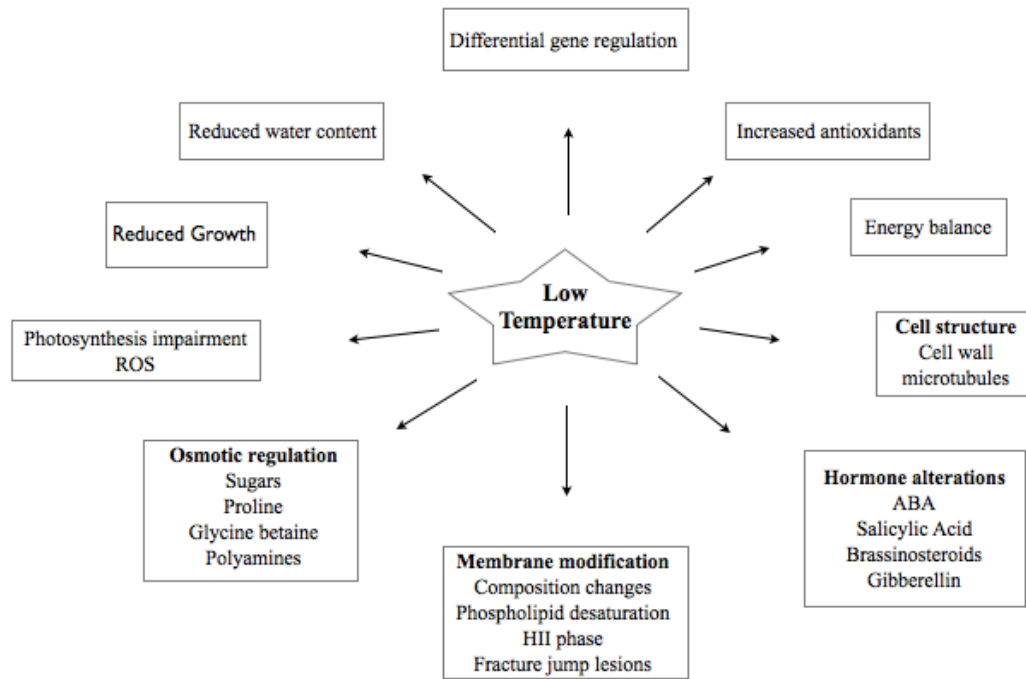 Differential gene regulation
Reduced water content
Increased antioxidants
Reduced Growth
Energy balance
Low
Temperature
Photosynthesis impairment
ROS
Cell structure
Cell wall
microtubules
Osmotic regulation
Sugars
Proline
Glycine betaine
Polyamines
Hormone alterations
ABA
Salicylic Acid
Brassinosteroids
Gibberellin
Membrane modification
Composition changes
Phospholipid desaturation
HII phase
Fracture jump lesions